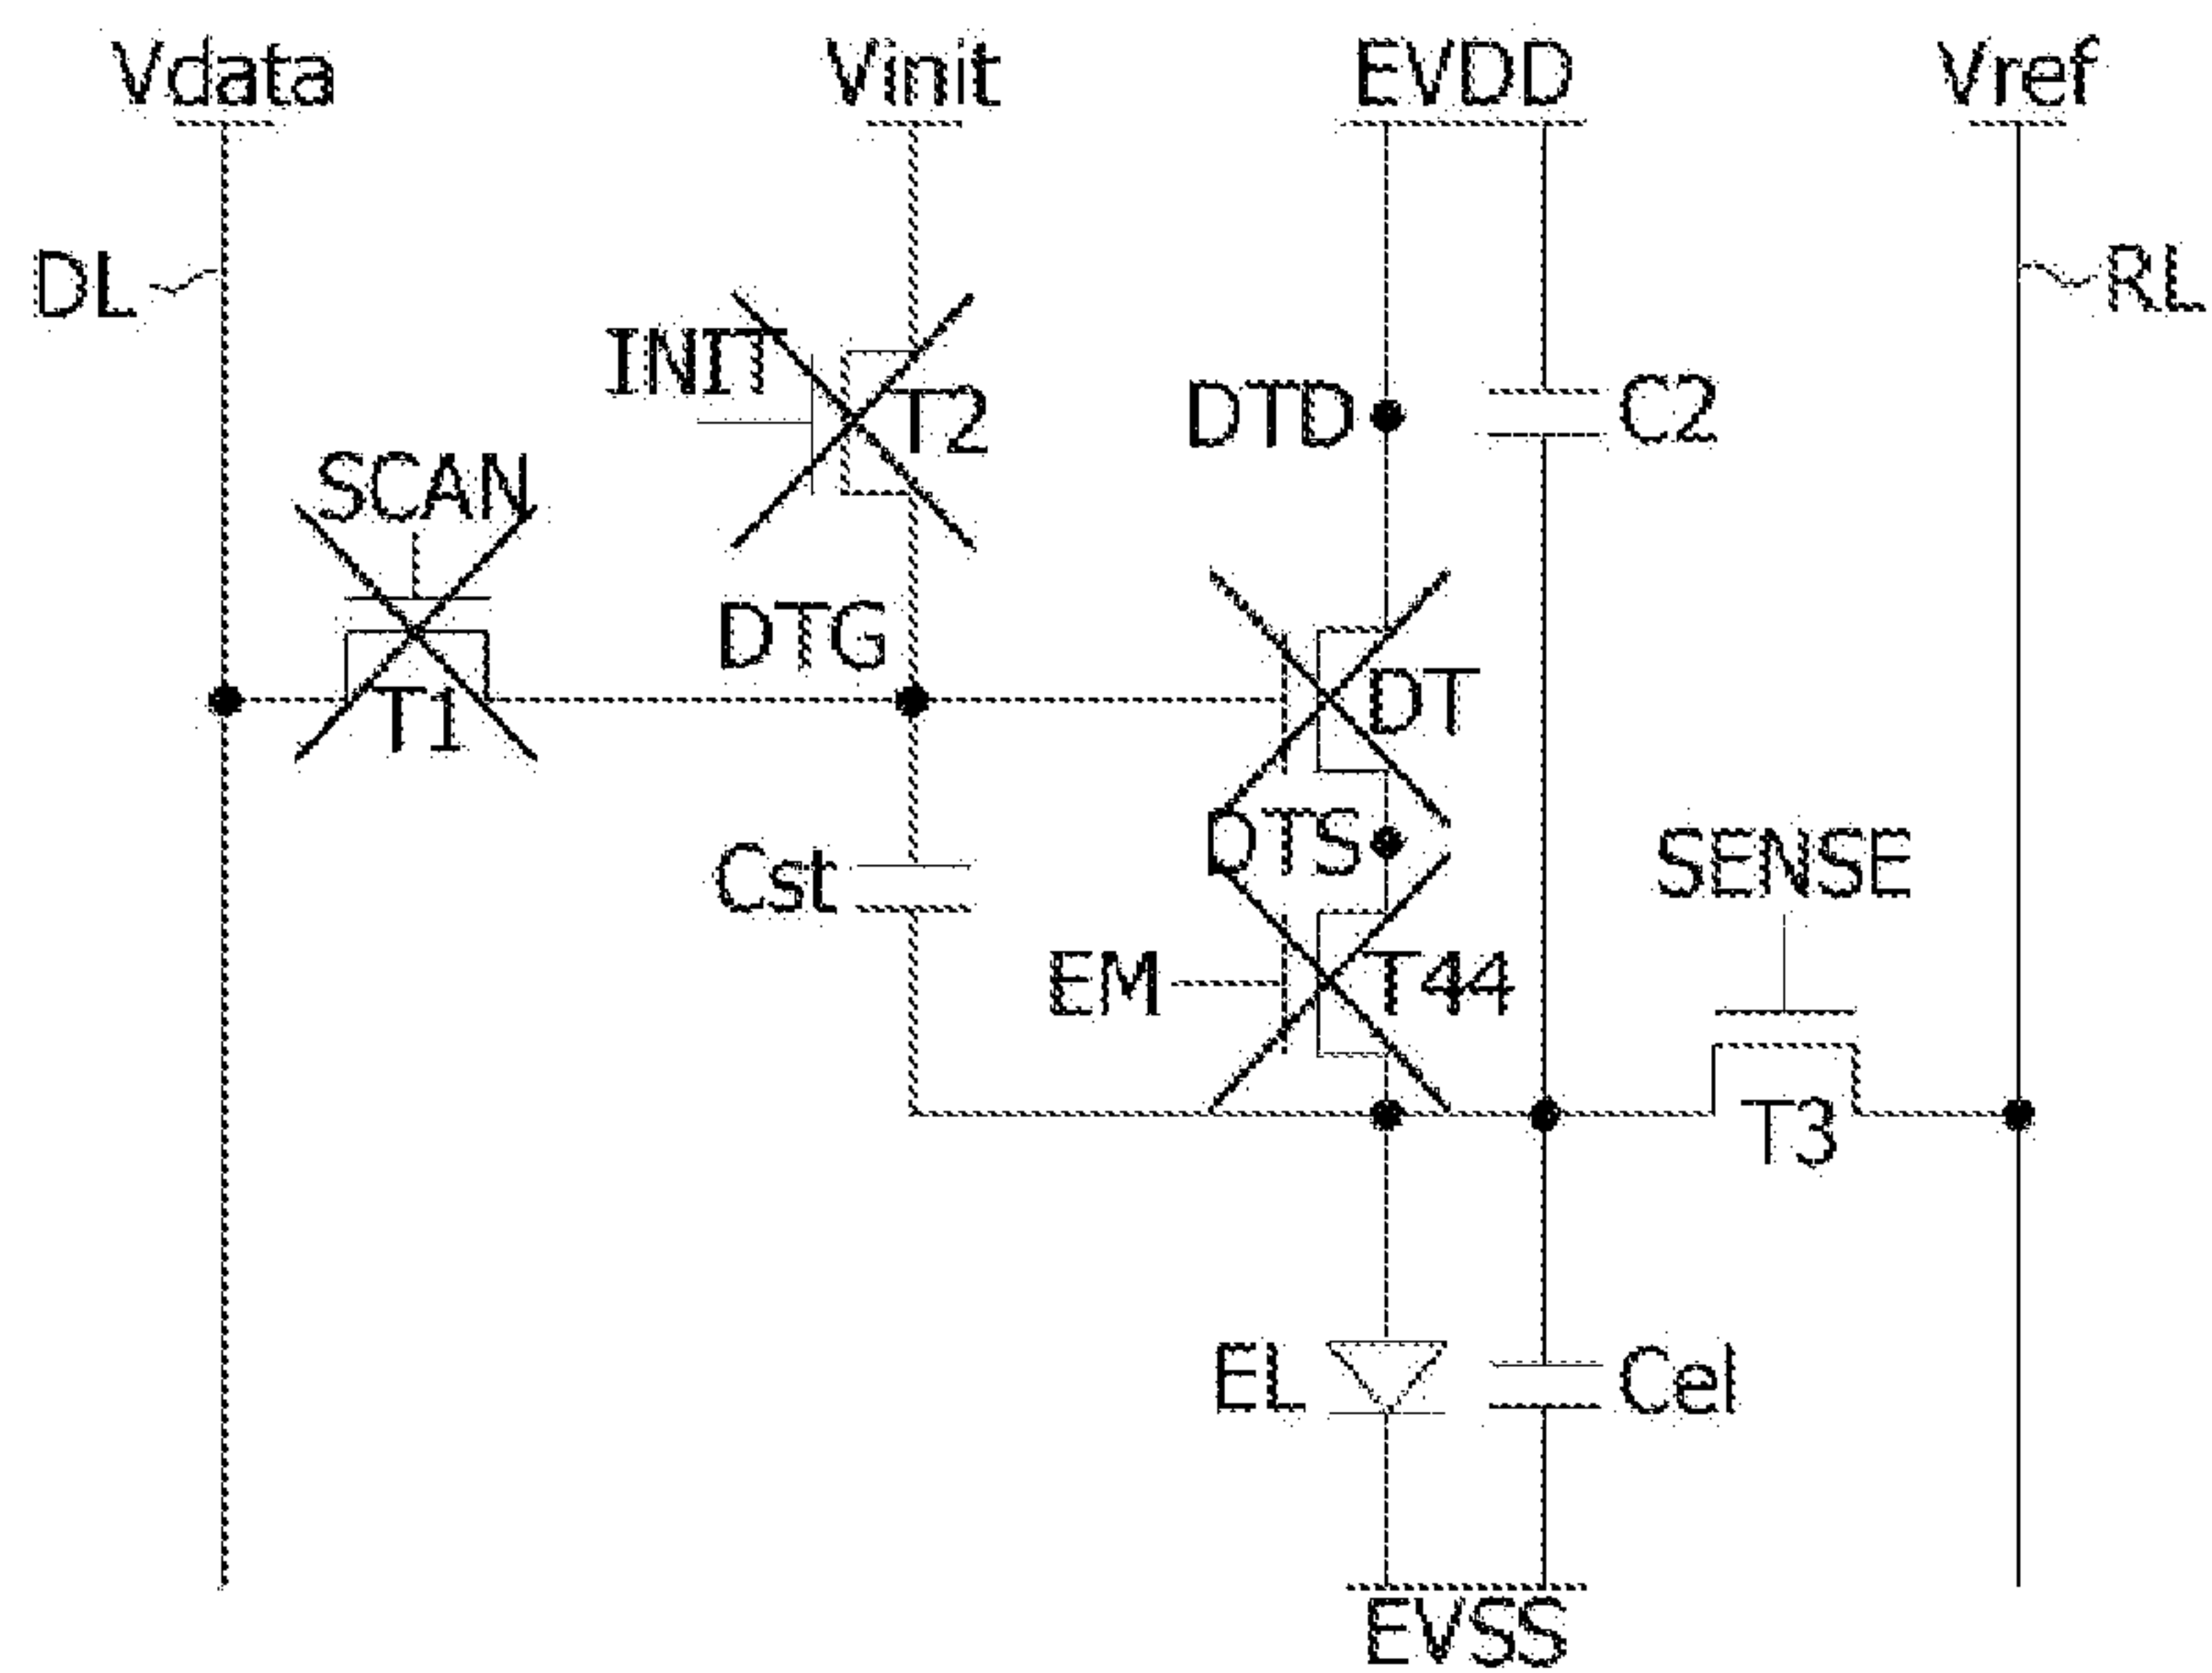 Vdata
Vinit
EVDD
Vref
DL
RL
INIT
T2
DTD
C2
SCAN
DTG
T1
DT
DTS
Cst
SENSE
EM
T44
T3
EL
Cel
EVSS